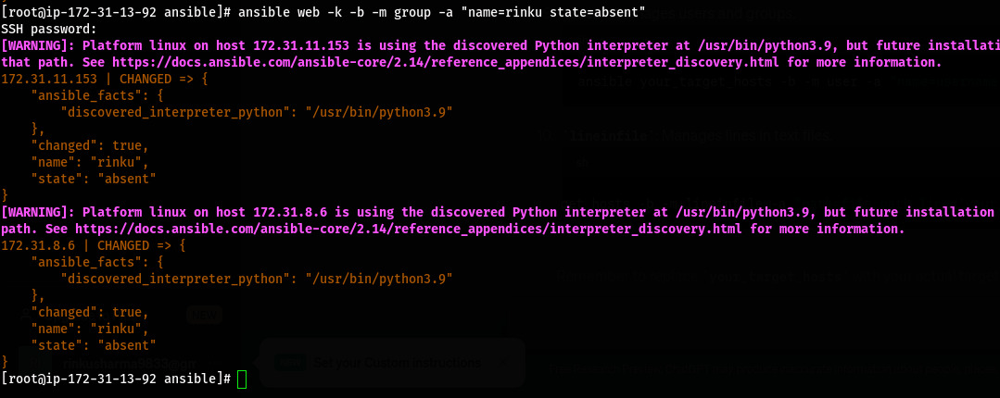 [root@ip-172-31-13-92 ansible]# ansible web -k -b -m group -a "name=rinku state=absent"
SSH password:
[WARNING]: Platform linux on host 172.31.11.153 is using the discovered Python interpreter at /usr/bin/python3.9, but future
that path. See https://docs.ansible.com/ansible-core/2.14/reference_appendices/interpreter_discovery.html for more information.
172.31.11.153 | CHANGED => {
    "ansible_facts": {
        "discovered_interpreter_python": "/usr/bin/python3.9"
    },
    "changed": true,
    "name": "rinku",
    "state": "absent"
}
[WARNING]: Platform linux on host 172.31.8.6 is using the discovered Python interpreter at /usr/bin/python3.9, but future installation
path. See https://docs.ansible.com/ansible-core/2.14/reference_appendices/interpreter_discovery.html for more information.
172.31.8.6 | CHANGED => {
    "ansible_facts": {
        "discovered_interpreter_python": "/usr/bin/python3.9"
    },
    "changed": true,
    "name": "rinku",
    "state": "absent"
}
[root@ip-172-31-13-92 ansible]#
NEW
Set your Custom Instructions